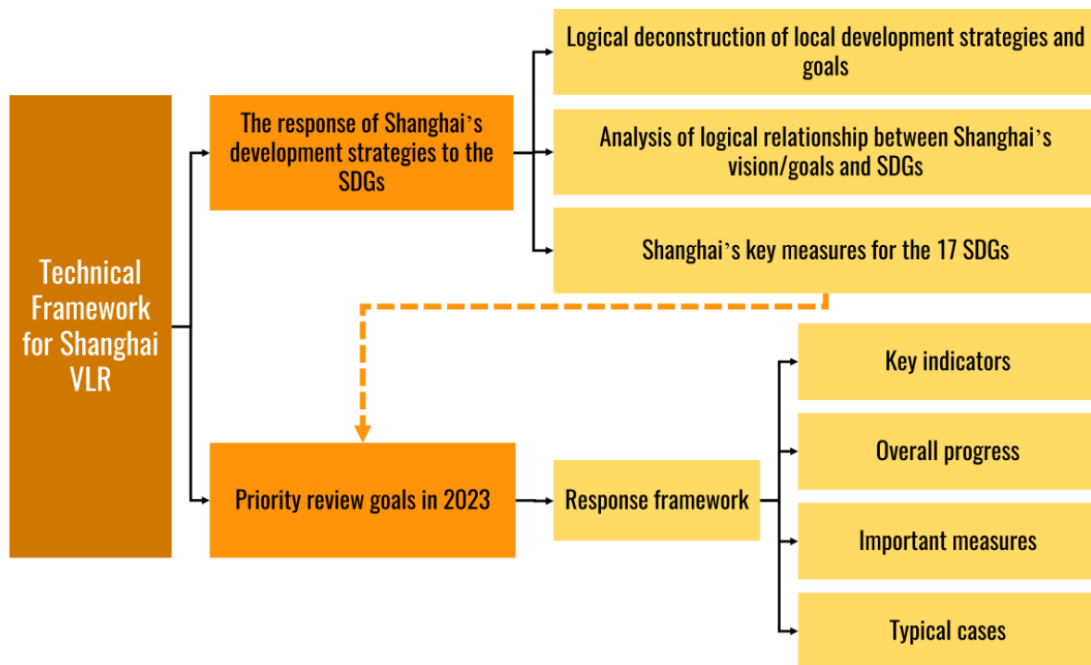 Technical
Framework
for Shanghai
VLR
The response of Shanghai’s
development strategies to the
SDGs
Logical deconstruction of local development strategies and
goals
Analysis of logical relationship between Shanghai’s
vision/goals and SDGs
Shanghai’s key measures for the 17 SDGs
Priority review goals in 2023
Response framework
Key indicators
Overall progress
Important measures
Typical cases